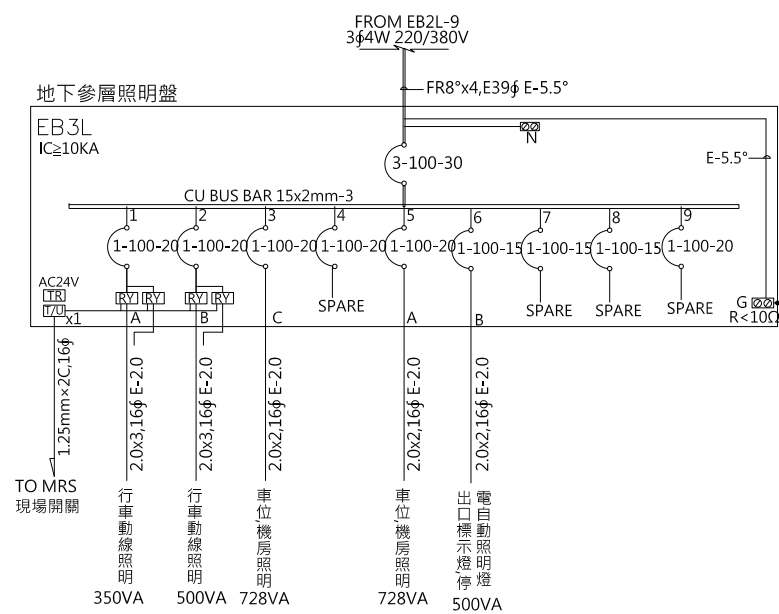 FROM EB2L-9
3ϕ4W 220/380V
FR8°x4,E39ϕ E-5.5°
地下參層照明盤
EB3L
IC≧10KA
N
3-100-30
E-5.5°
CU BUS BAR 15x2mm-3
1 2 3 4 5 6 7 8 9
1-100-20 1-100-20 1-100-20 1-100-20 1-100-20 1-100-15 1-100-15 1-100-15 1-100-20
AC24V
TR
T/U
x1
RY RY RY RY
SPARE SPARE SPARE SPARE
G
R<10Ω
A B C A B
1.25mm×2C,16ϕ
2.0x3,16ϕ E-2.0
2.0x3,16ϕ E-2.0
2.0x2,16ϕ E-2.0
2.0x2,16ϕ E-2.0
2.0x2,16ϕ E-2.0
TO MRS
現場開關
行車動線照明
350VA
行車動線照明
500VA
車位,機房照明
728VA
車位,機房照明
728VA
出口標示燈,停
電自動照明燈
500VA